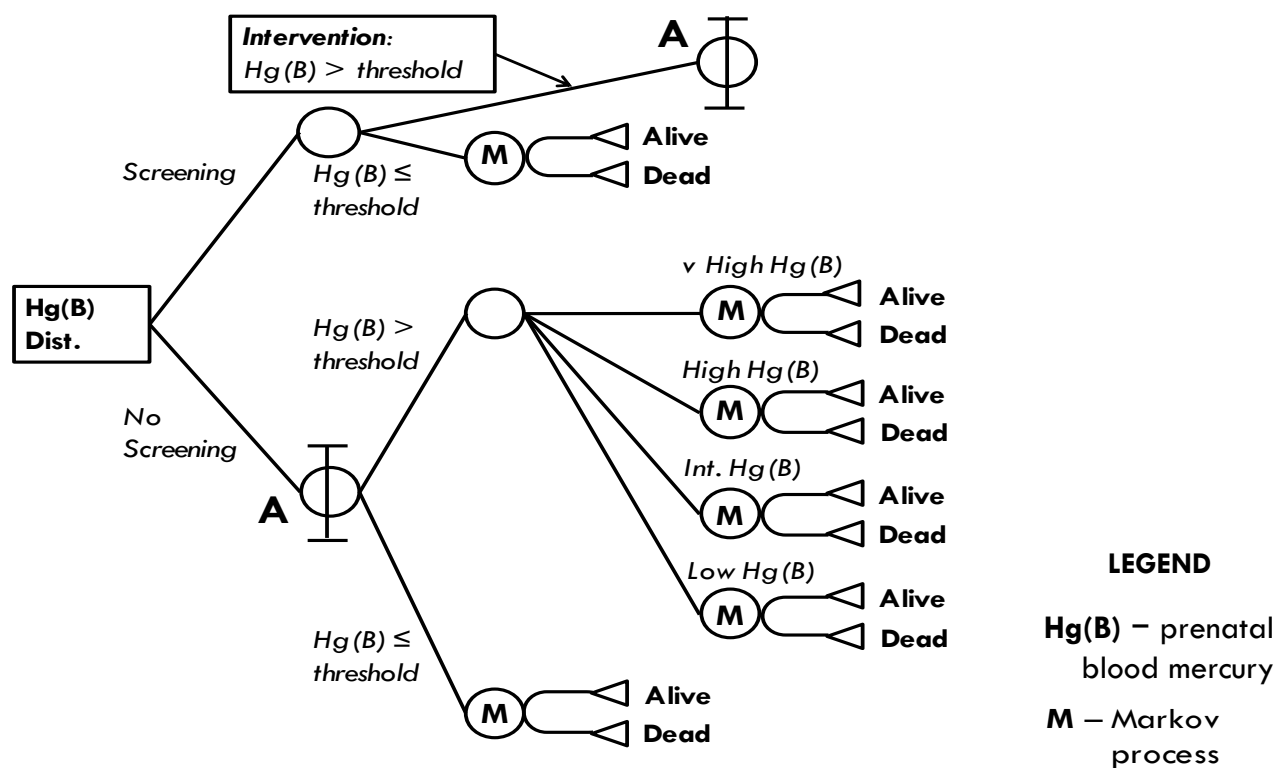 Intervention:
Hg(B) > threshold
A
Screening
Hg(B) ≤
threshold
M
Alive
Dead
Hg(B)
Dist.
No
Screening
A
Hg(B) >
threshold
v High Hg(B)
M
Alive
Dead
High Hg(B)
M
Alive
Dead
Int. Hg(B)
M
Alive
Dead
Low Hg(B)
M
Alive
Dead
Hg(B) ≤
threshold
M
Alive
Dead
LEGEND
Hg(B) – prenatal
blood mercury
M – Markov
process